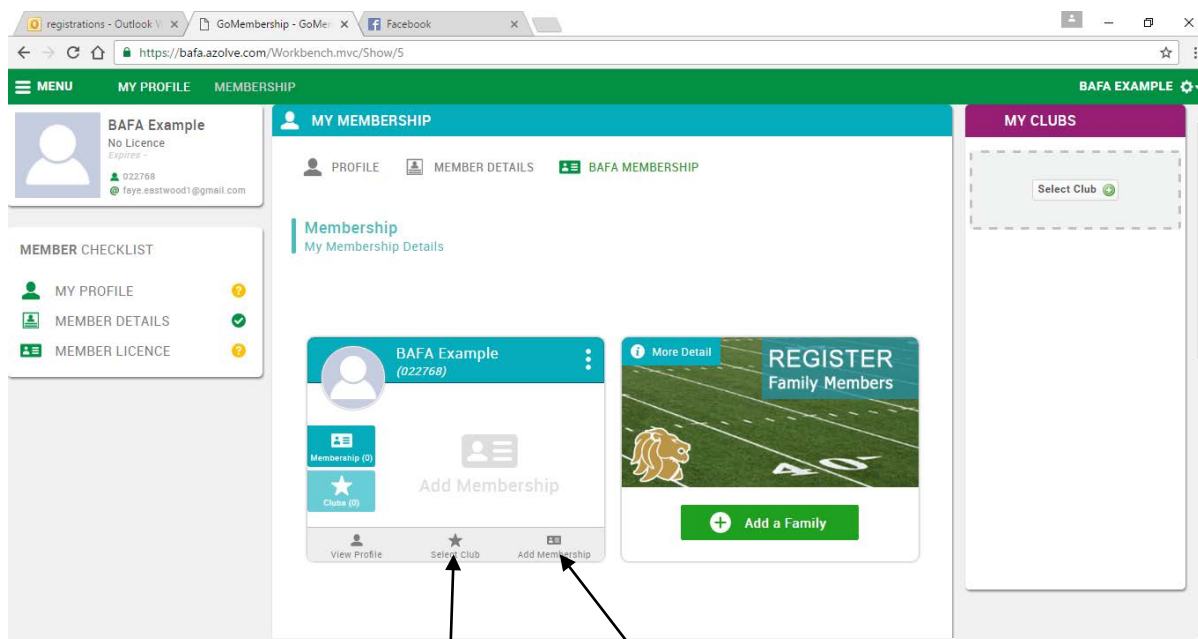 registrations - Outlook
GoMembership - GoMe
Facebook
https://bafa.azolve.com/Workbench.mvc/Show/5
MENU MY PROFILE MEMBERSHIP BAFA EXAMPLE
BAFA Example
No Licence
Expires -
022768
faye.eastwood1@gmail.com
MEMBER CHECKLIST
MY PROFILE
MEMBER DETAILS
MEMBER LICENCE
MY MEMBERSHIP
PROFILE MEMBER DETAILS BAFA MEMBERSHIP
Membership
My Membership Details
BAFA Example
(022768)
Membership (0)
Clubs (0)
Add Membership
View Profile Select Club Add Membership
More Detail
REGISTER
Family Members
40
Add a Family
MY CLUBS
Select Club